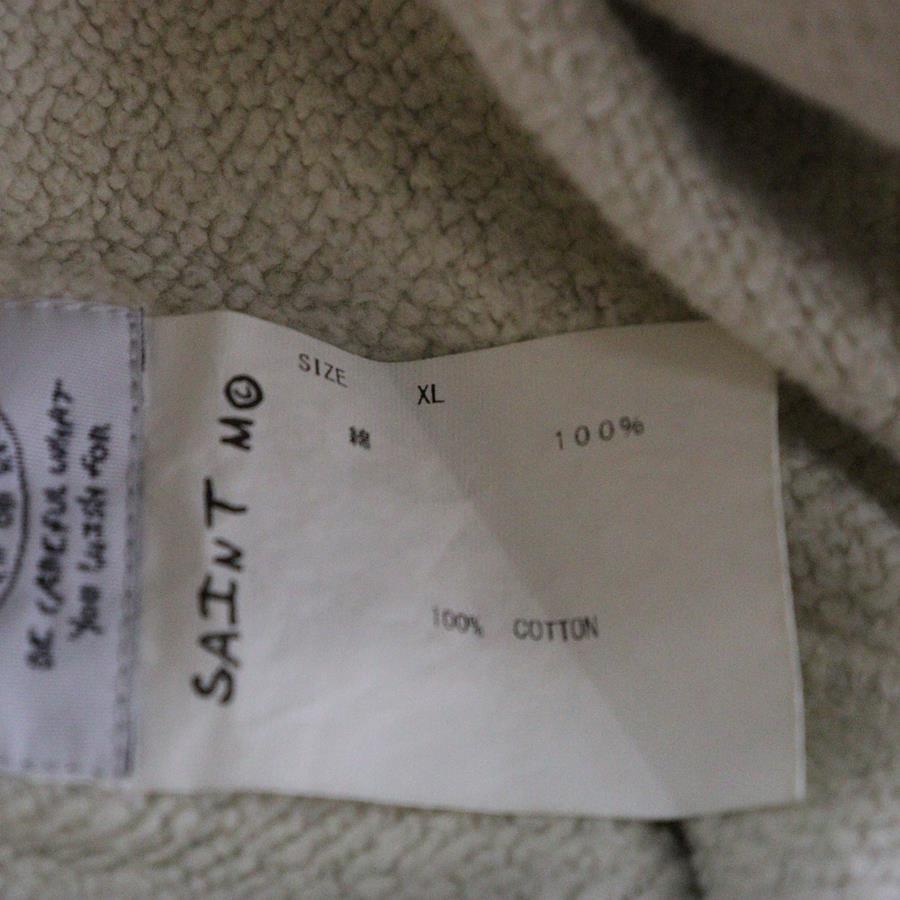 BE CAREFUL WHAT
YOU WISH FOR
SAINT M
SIZE XL
綿 100%
100% COTTON